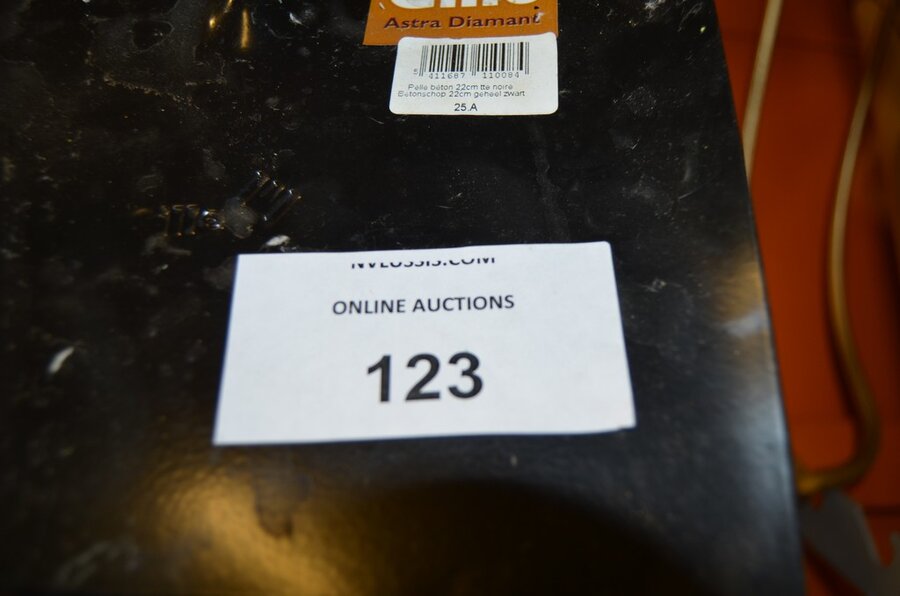 Astra Diamant
5 411687 110084
Pelle béton 22cm tte noire
Betonschop 22cm geheel zwart
25.A
ONLINE AUCTIONS
123